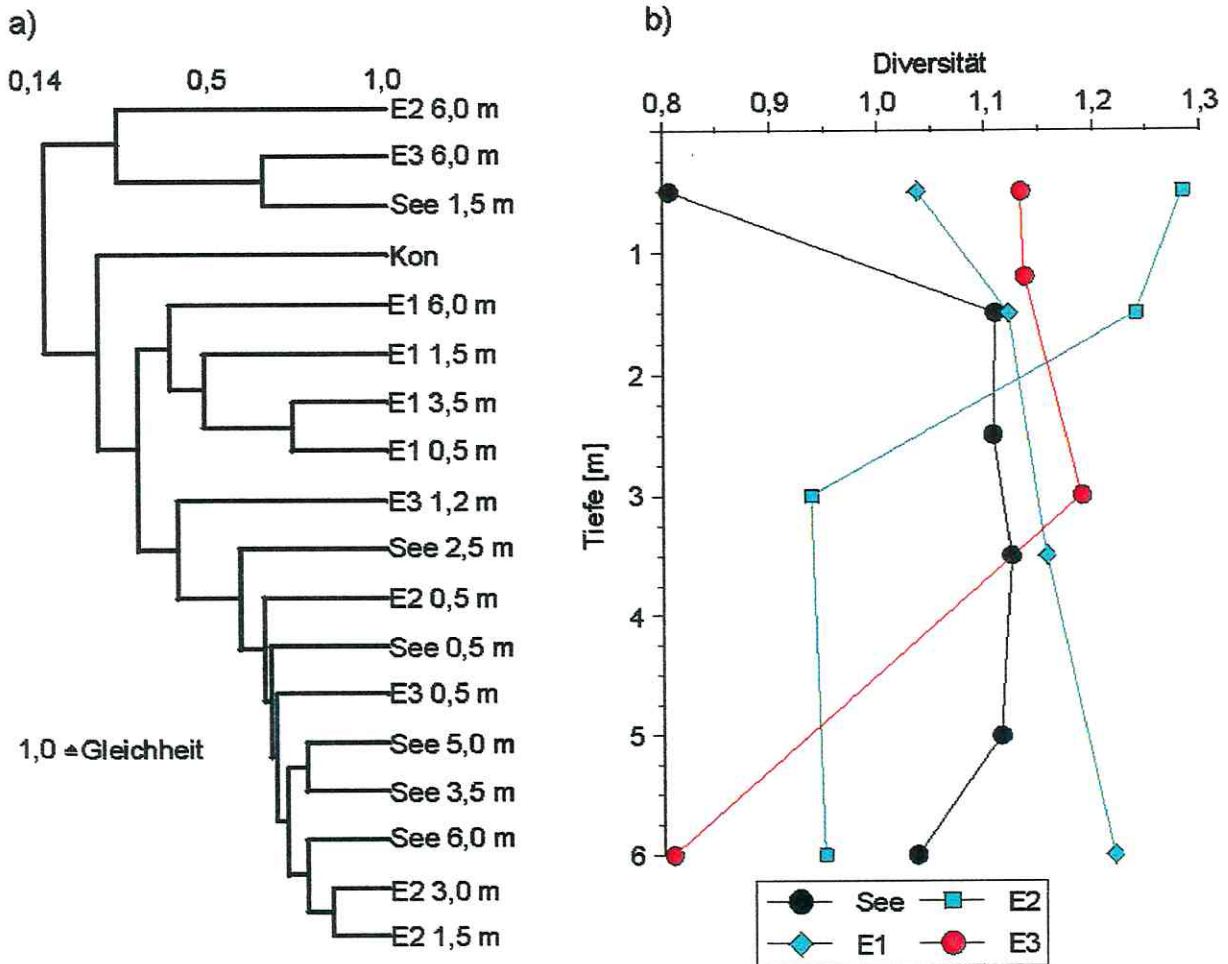 a)
0,14 0,5 1,0
E2 6,0 m
E3 6,0 m
See 1,5 m
Kon
E1 6,0 m
E1 1,5 m
E1 3,5 m
E1 0,5 m
E3 1,2 m
See 2,5 m
E2 0,5 m
See 0,5 m
E3 0,5 m
See 5,0 m
See 3,5 m
See 6,0 m
E2 3,0 m
E2 1,5 m
1,0 ≙Gleichheit
b)
Diversität
0,8 0,9 1,0 1,1 1,2 1,3
Tiefe [m]
1
2
3
4
5
6
See E2
E1 E3